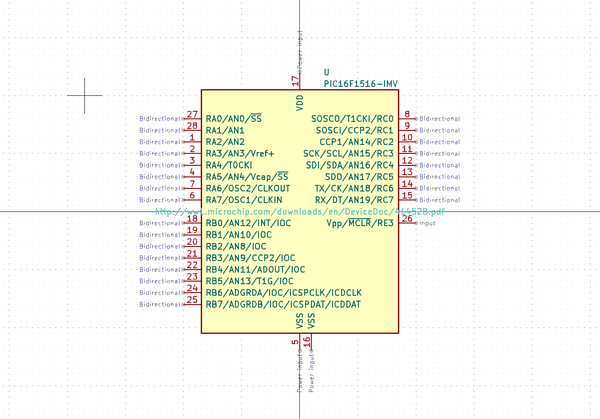 Power input
U
PIC16F1516-IMV
17
VDD
Bidirectional 27 RA0/AN0/SS SOSCO/T1CKI/RC0 8 Bidirectional
Bidirectional 28 RA1/AN1 SOSCI/CCP2/RC1 9 Bidirectional
Bidirectional 1 RA2/AN2 CCP1/AN14/RC2 10 Bidirectional
Bidirectional 2 RA3/AN3/Vref+ SCK/SCL/AN15/RC3 11 Bidirectional
Bidirectional 3 RA4/T0CKI SDI/SDA/AN16/RC4 12 Bidirectional
Bidirectional 4 RA5/AN4/Vcap/SS SDO/AN17/RC5 13 Bidirectional
Bidirectional 7 RA6/OSC2/CLKOUT TX/CK/AN18/RC6 14 Bidirectional
Bidirectional 6 RA7/OSC1/CLKIN RX/DT/AN19/RC7 15 Bidirectional
http://ww1.microchip.com/downloads/en/DeviceDoc/41452B.pdf
Bidirectional 18 RB0/AN12/INT/IOC Vpp/MCLR/RE3 26 Input
Bidirectional 19 RB1/AN10/IOC
Bidirectional 20 RB2/AN8/IOC
Bidirectional 21 RB3/AN9/CCP2/IOC
Bidirectional 22 RB4/AN11/ADOUT/IOC
Bidirectional 23 RB5/AN13/T1G/IOC
Bidirectional 24 RB6/ADGRDA/IOC/ICSPCLK/ICDCLK
Bidirectional 25 RB7/ADGRDB/IOC/ICSPDAT/ICDDAT
VSS VSS
5 16
Power input Power input